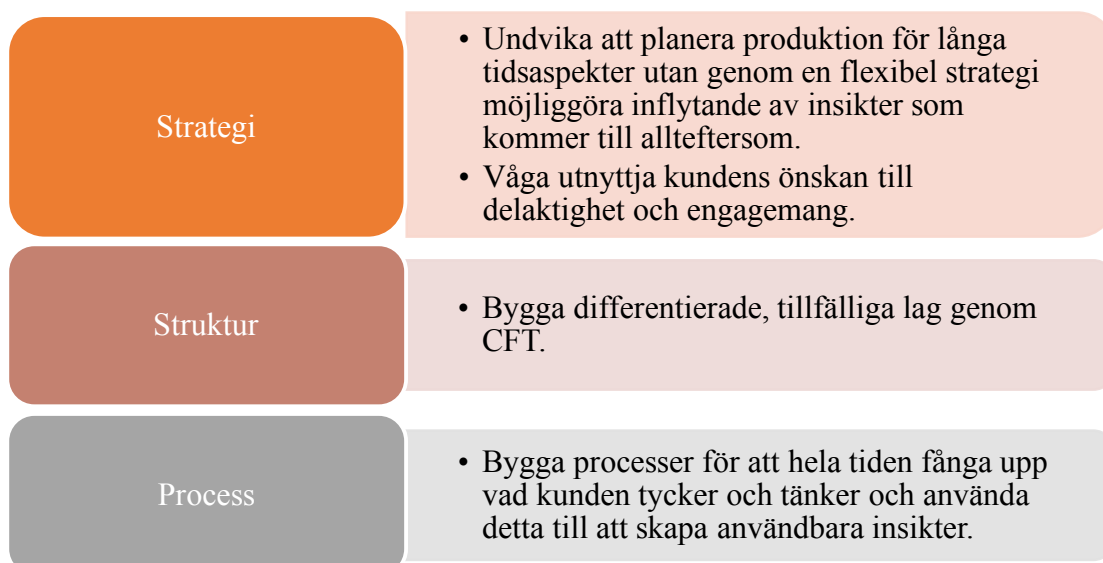 Strategi
• Undvika att planera produktion för långa
tidsaspekter utan genom en flexibel strategi
möjliggöra inflytande av insikter som
kommer till allteftersom.
• Våga utnyttja kundens önskan till
delaktighet och engagemang.
Struktur
• Bygga differentierade, tillfälliga lag genom
CFT.
Process
• Bygga processer för att hela tiden fånga upp
vad kunden tycker och tänker och använda
detta till att skapa användbara insikter.